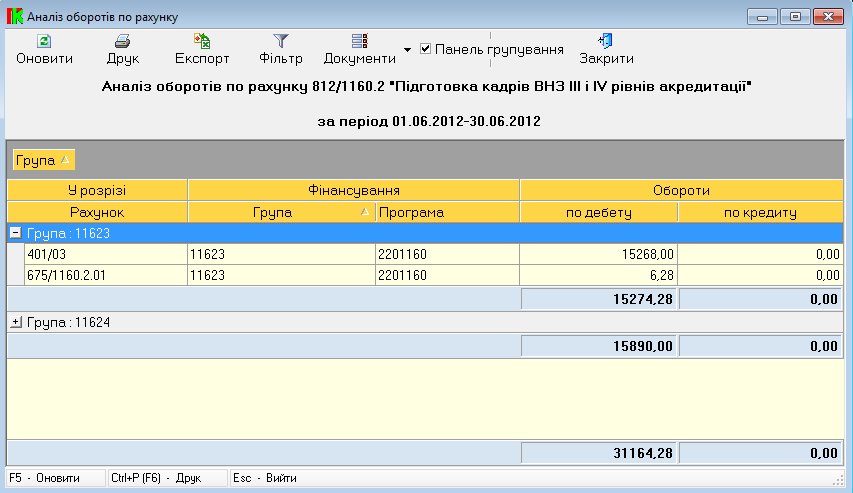 Аналіз оборотів по рахунку
Оновити Друк Експорт Фільтр Документи Панель групування Закрити
Аналіз оборотів по рахунку 812/1160.2 "Підготовка кадрів ВНЗ III і IV рівнів акредитації"
за період 01.06.2012-30.06.2012
Група
У розрізі Фінансування Обороти
Рахунок Група Програма по дебету по кредиту
Група : 11623
401/03 11623 2201160 15268,00 0,00
675/1160.2.01 11623 2201160 6,28 0,00
15274,28 0,00
Група : 11624
15890,00 0,00
31164,28 0,00
F5 - Оновити Ctrl+P (F6) - Друк Esc - Вийти